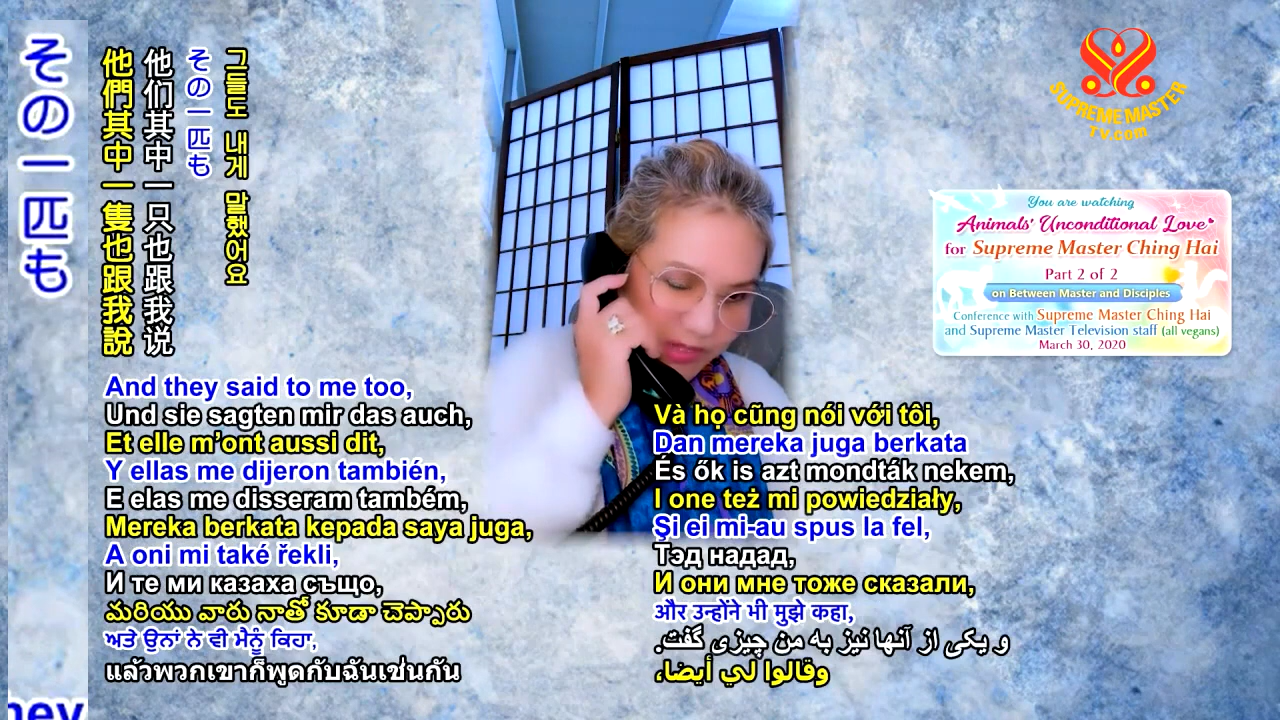 その一匹も
hey
他們其中一隻也跟我說
他们其中一只也跟我说
その一匹も
그들도 내게 말했어요
And they said to me too,
Und sie sagten mir das auch,
Et elle m’ont aussi dit,
Y ellas me dijeron también,
E elas me disseram também,
Mereka berkata kepada saya juga,
A oni mi také řekli,
И те ми казаха също,
మరియు వారు నాతో కూడా చెప్పారు
ਅਤੇ ਉਨਾਂ ਨੇ ਵੀ ਮੈਨੂੰ ਕਿਹਾ,
แล้วพวกเขาก็พูดกับฉันเช่นกัน
Và họ cũng nói với tôi,
Dan mereka juga berkata
És ők is azt mondták nekem,
I one też mi powiedziały,
Şi ei mi-au spus la fel,
Тэд надад,
И они мне тоже сказали,
और उन्होंने भी मुझे कहा,
و یکی از آنها نیز به من چیزی گفت.
وقالوا لي أيضا،
SUPREME MASTER
TV.com
You are watching
Animals’ Unconditional Love
for Supreme Master Ching Hai
Part 2 of 2
on Between Master and Disciples
Conference with Supreme Master Ching Hai
and Supreme Master Television staff (all vegans)
March 30, 2020